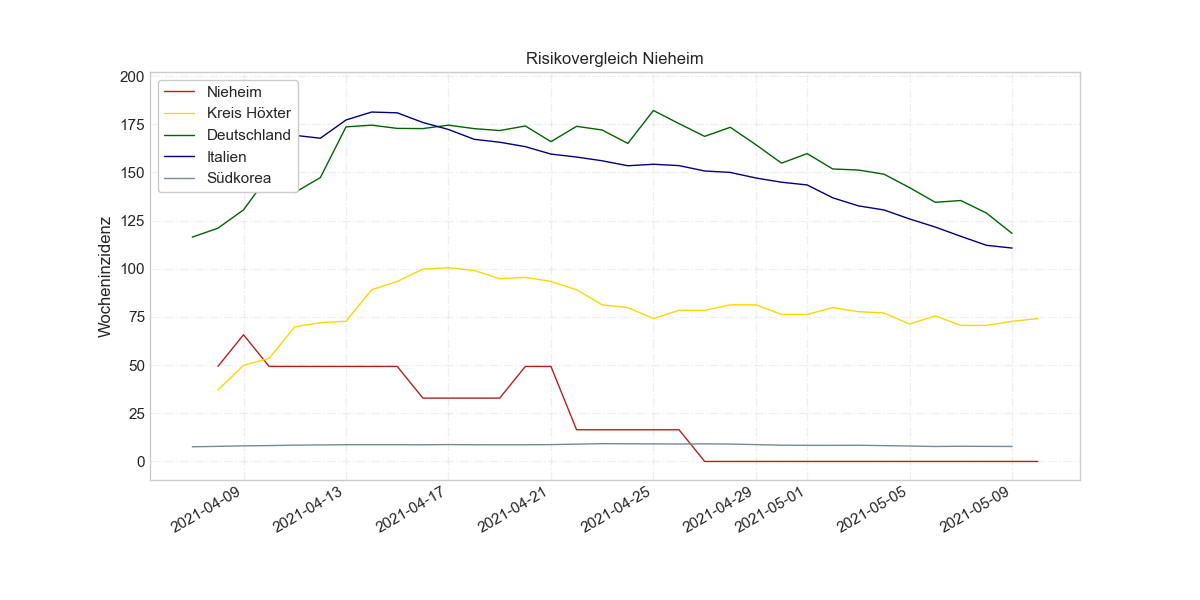 Risikovergleich Nieheim
Wocheninzidenz
200
175
150
125
100
75
50
25
0
Nieheim
Kreis Höxter
Deutschland
Italien
Südkorea
2021-04-09
2021-04-13
2021-04-17
2021-04-21
2021-04-25
2021-04-29
2021-05-01
2021-05-05
2021-05-09